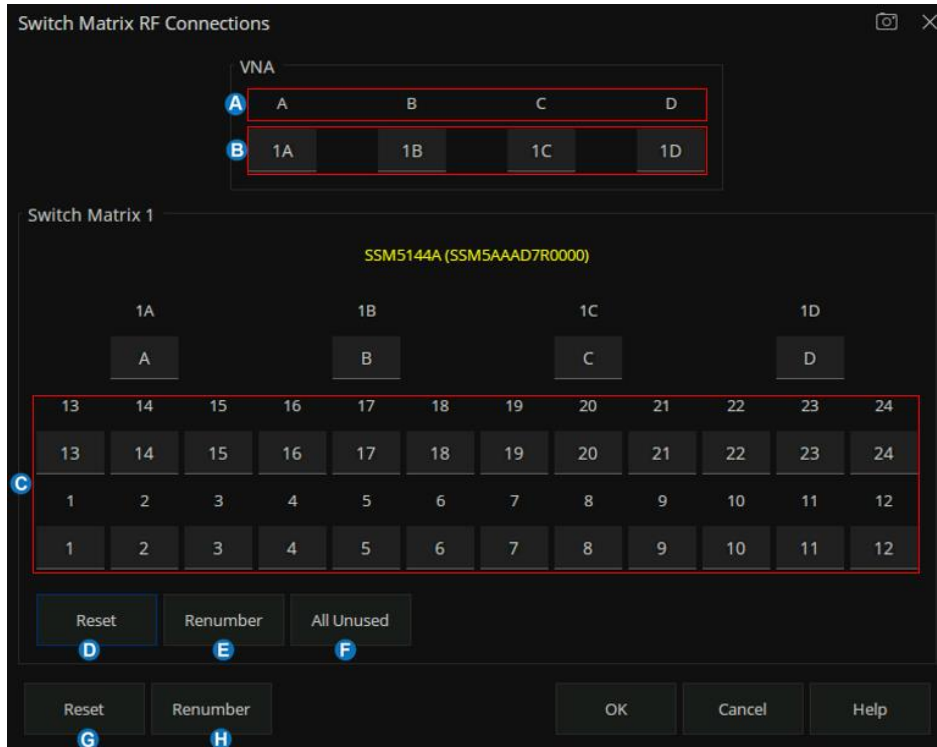 Switch Matrix RF Connections
VNA
A A B C D
B 1A 1B 1C 1D
Switch Matrix 1
SSM5144A (SSM5AAAD7R0000)
1A 1B 1C 1D
A B C D
13 14 15 16 17 18 19 20 21 22 23 24
13 14 15 16 17 18 19 20 21 22 23 24
C
1 2 3 4 5 6 7 8 9 10 11 12
1 2 3 4 5 6 7 8 9 10 11 12
Reset Renumber All Unused
D E F
Reset Renumber OK Cancel Help
G H